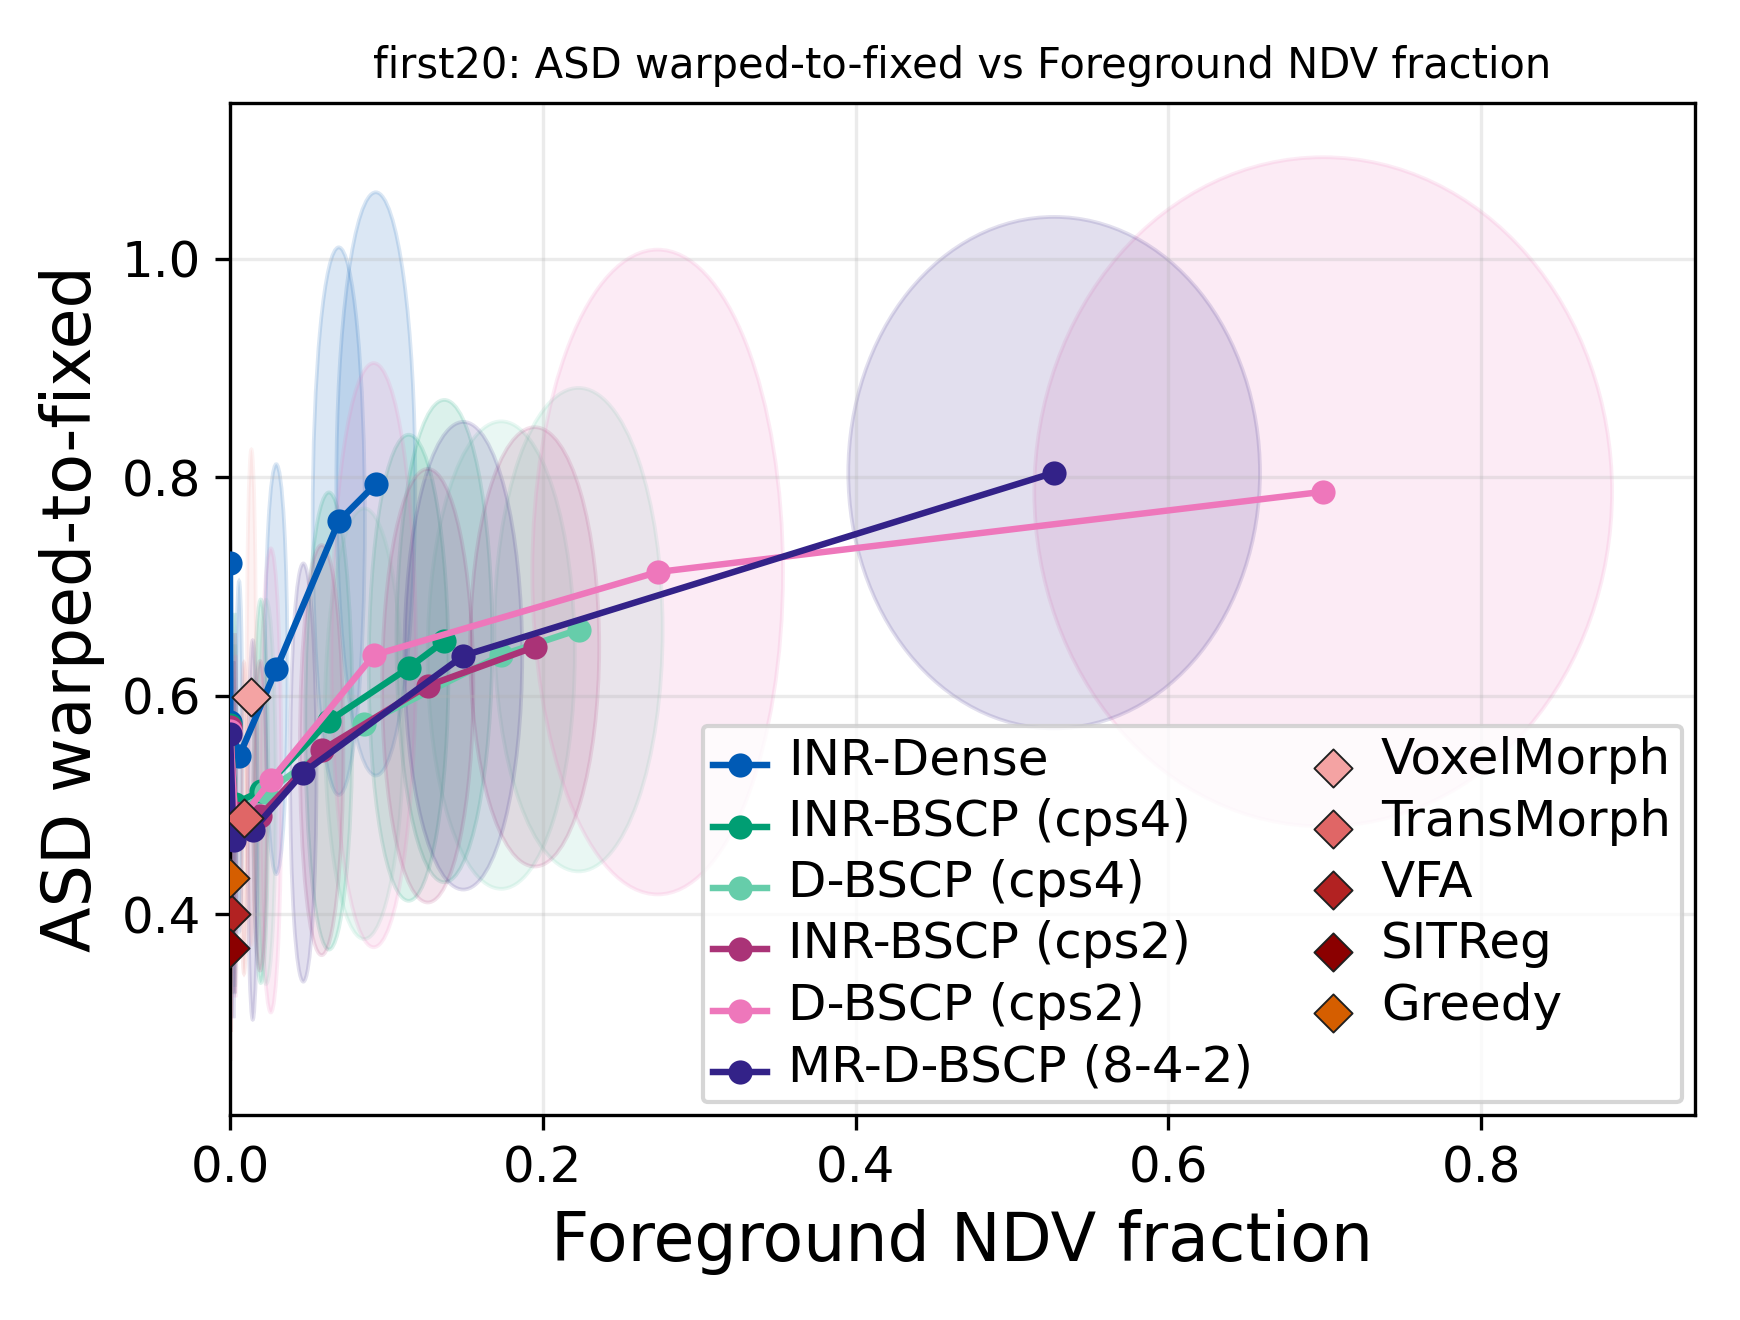 first20: ASD warped-to-fixed vs Foreground NDV fraction
ASD warped-to-fixed
1.0
0.8
0.6
0.4
0.0
0.2
0.4
0.6
0.8
Foreground NDV fraction
INR-Dense
INR-BSCP (cps4)
D-BSCP (cps4)
INR-BSCP (cps2)
D-BSCP (cps2)
MR-D-BSCP (8-4-2)
VoxelMorph
TransMorph
VFA
SITReg
Greedy